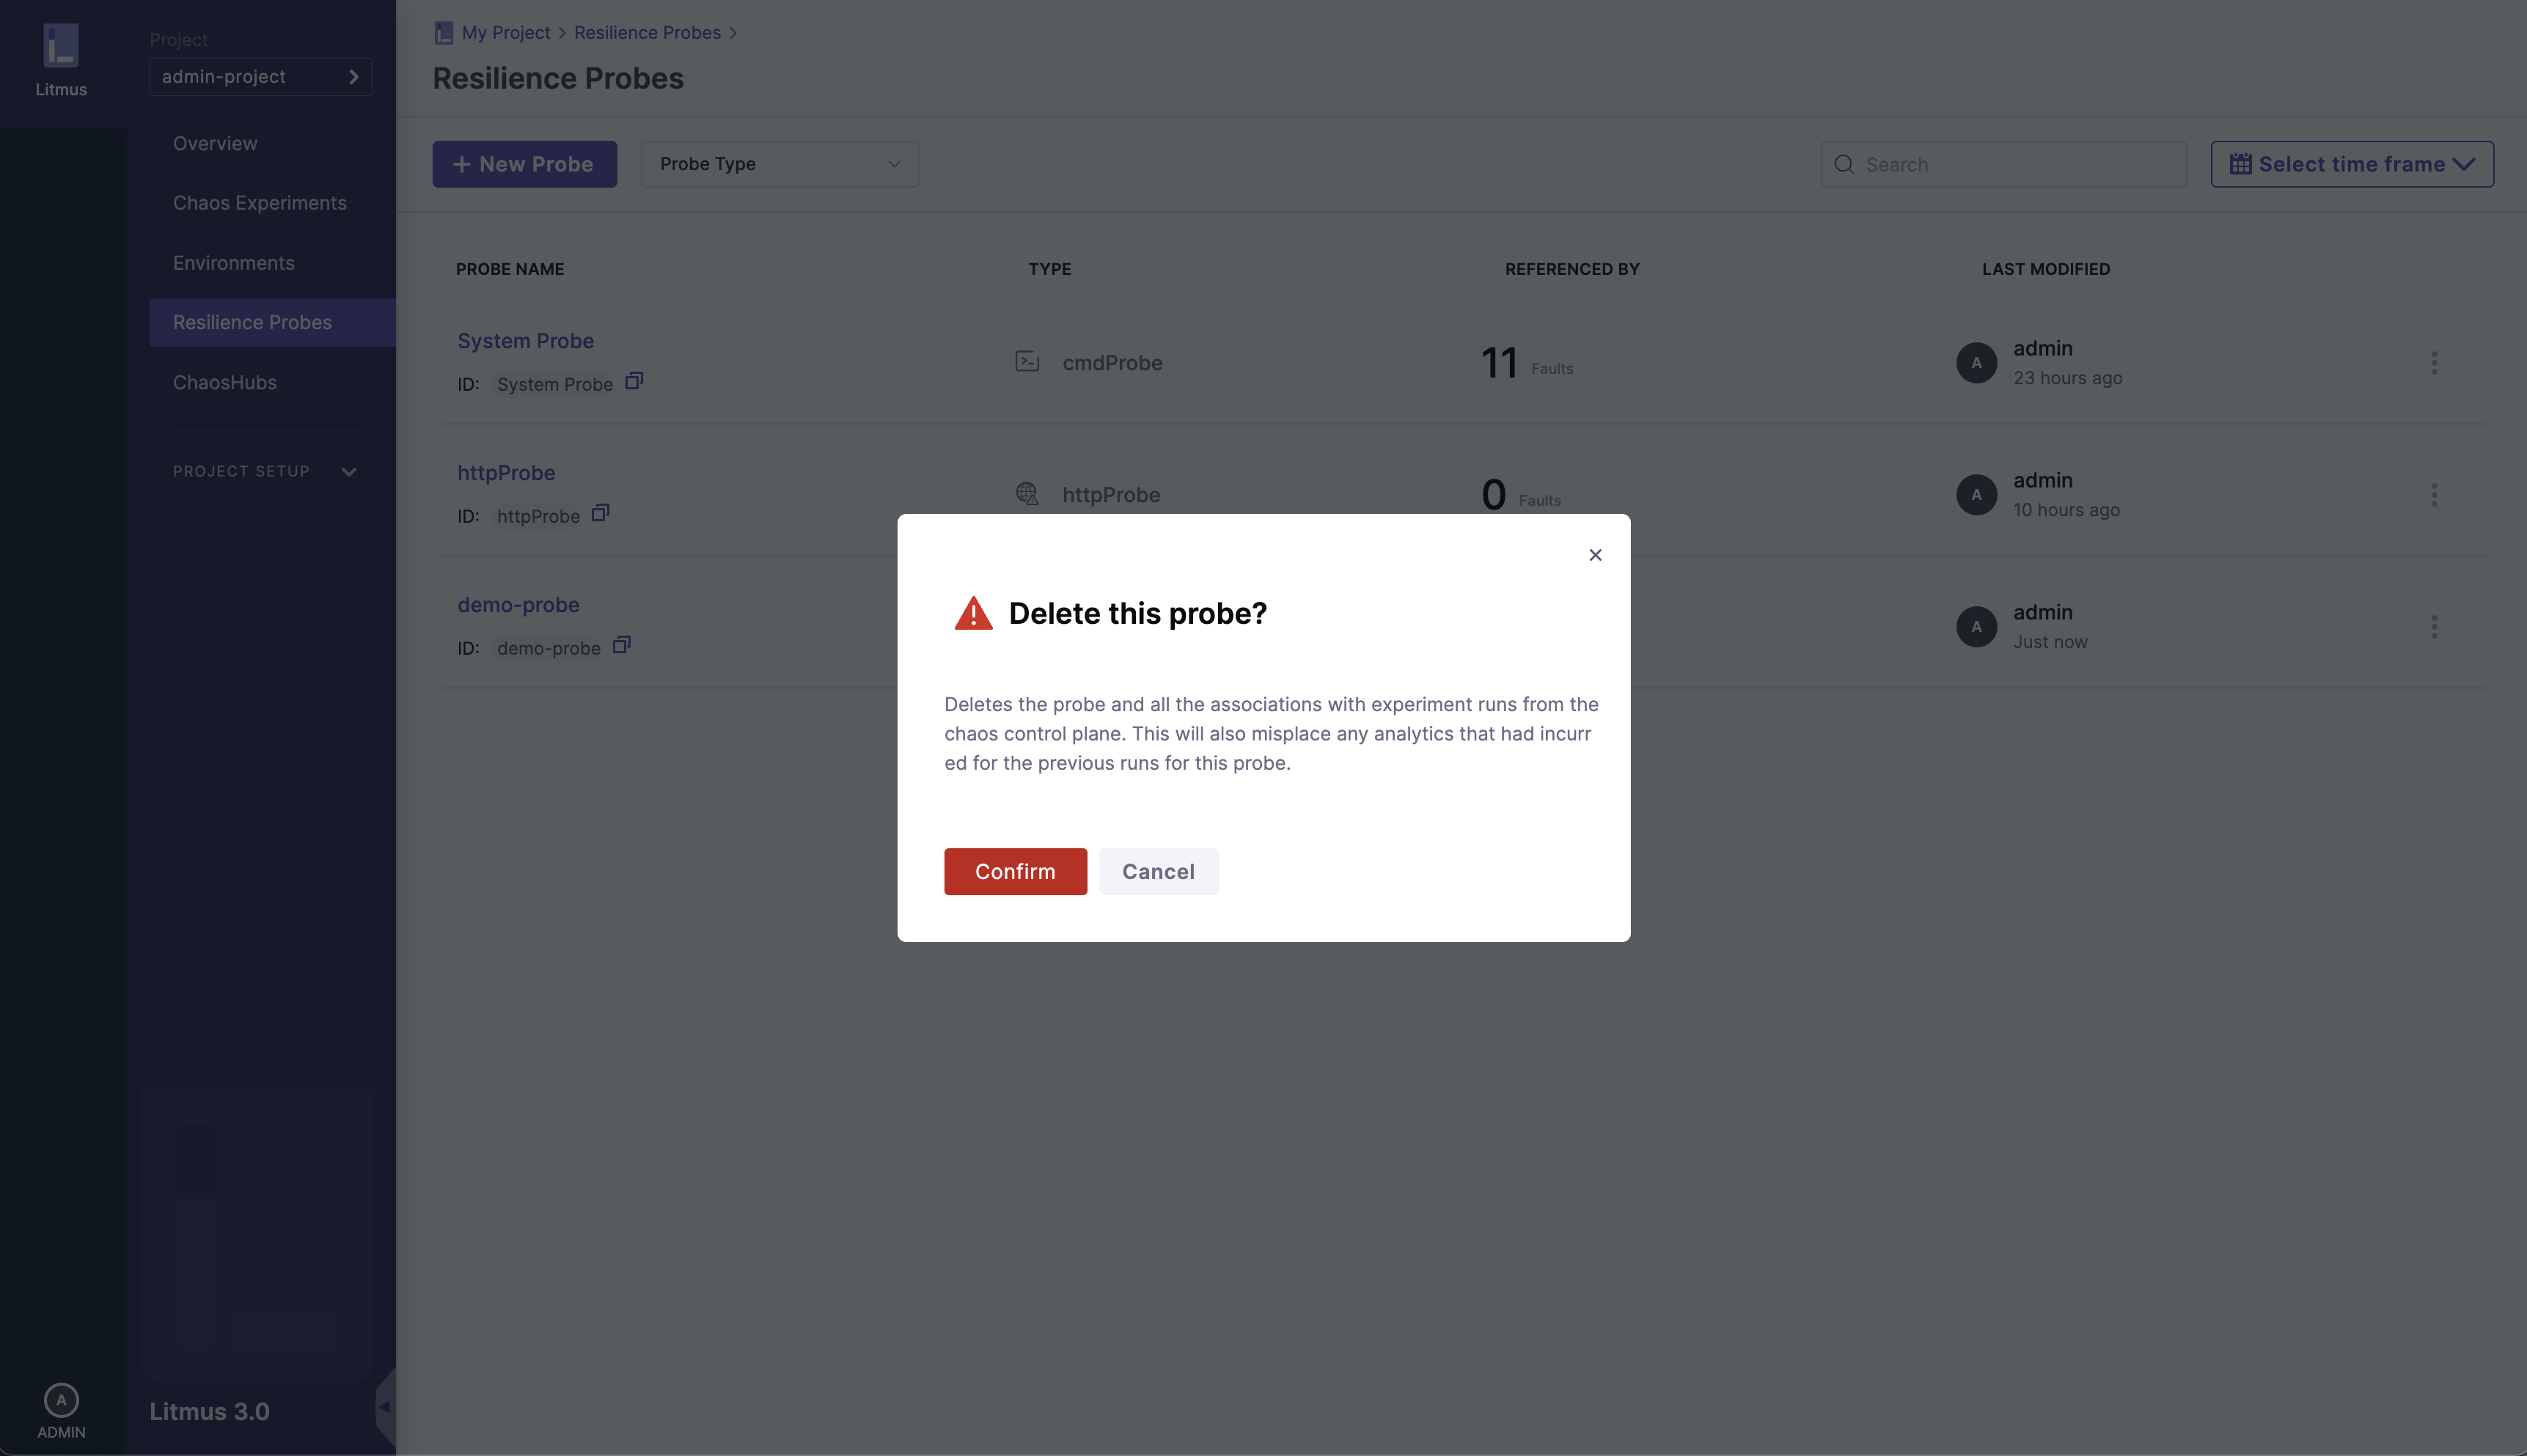 Litmus
Project
admin-project
Overview
Chaos Experiments
Environments
Resilience Probes
ChaosHubs
PROJECT SETUP
Litmus 3.0
A
ADMIN
My Project > Resilience Probes >
Resilience Probes
+ New Probe
Probe Type
Search
Select time frame
PROBE NAME TYPE REFERENCED BY LAST MODIFIED
System Probe
ID: System Probe
cmdProbe
11 Faults
A
admin
23 hours ago
httpProbe
ID: httpProbe
httpProbe
0 Faults
A
admin
10 hours ago
demo-probe
ID: demo-probe
A
admin
Just now
Delete this probe?
Deletes the probe and all the associations with experiment runs from the
chaos control plane. This will also misplace any analytics that had incurr
ed for the previous runs for this probe.
Confirm
Cancel